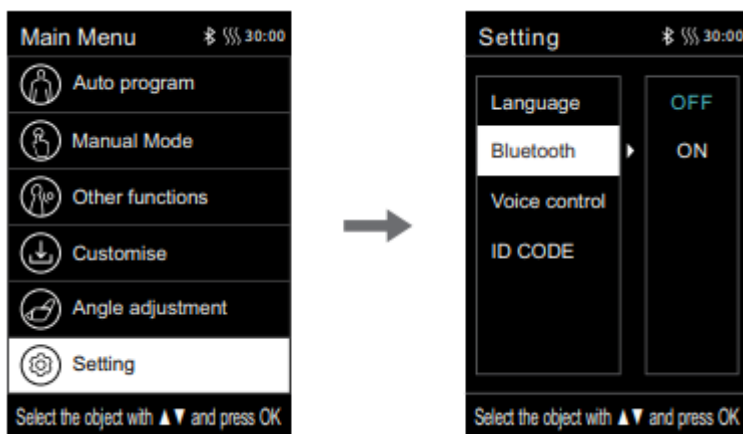 Main Menu 30:00
Auto program
Manual Mode
Other functions
Customise
Angle adjustment
Setting
Select the object with ▲▼ and press OK
Setting 30:00
Language
Bluetooth
Voice control
ID CODE
OFF
ON
Select the object with ▲▼ and press OK